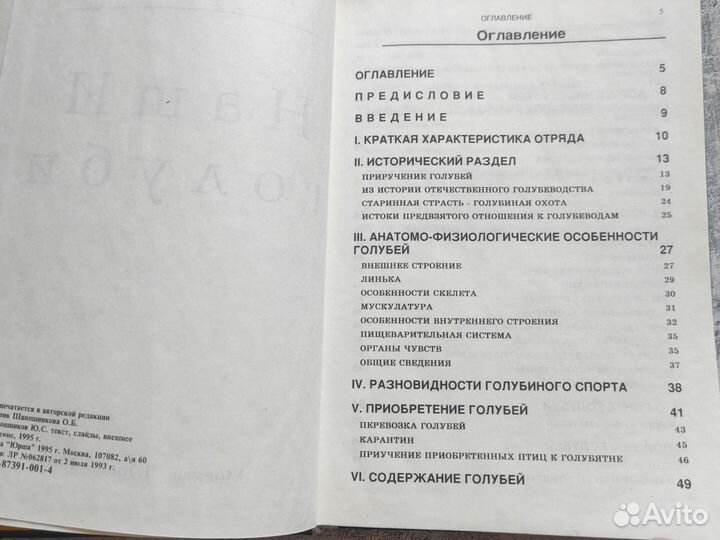 Наши
голуби
печатается в авторской редакции
Шапошникова О.Б.
Ю.С. текст, слайды, внешнее
1995 г.
"Юрпа" 1995 г. Москва, 107082, а\я 60
ЛР №062817 от 2 июля 1993 г.
-87391-001-4
ОГЛАВЛЕНИЕ 5
Оглавление
ОГЛАВЛЕНИЕ 5
ПРЕДИСЛОВИЕ 8
ВВЕДЕНИЕ 9
I. КРАТКАЯ ХАРАКТЕРИСТИКА ОТРЯДА 10
II. ИСТОРИЧЕСКИЙ РАЗДЕЛ 13
ПРИРУЧЕНИЕ ГОЛУБЕЙ 13
ИЗ ИСТОРИИ ОТЕЧЕСТВЕННОГО ГОЛУБЕВОДСТВА 19
СТАРИННАЯ СТРАСТЬ - ГОЛУБИНАЯ ОХОТА 24
ИСТОКИ ПРЕДВЗЯТОГО ОТНОШЕНИЯ К ГОЛУБЕВОДАМ 25
III. АНАТОМО-ФИЗИОЛОГИЧЕСКИЕ ОСОБЕННОСТИ
ГОЛУБЕЙ 27
ВНЕШНЕЕ СТРОЕНИЕ 27
ЛИНЬКА 29
ОСОБЕННОСТИ СКЕЛЕТА 30
МУСКУЛАТУРА 31
ОСОБЕННОСТИ ВНУТРЕННЕГО СТРОЕНИЯ 32
ПИЩЕВАРИТЕЛЬНАЯ СИСТЕМА 35
ОРГАНЫ ЧУВСТВ 35
ОБЩИЕ СВЕДЕНИЯ 37
IV. РАЗНОВИДНОСТИ ГОЛУБИНОГО СПОРТА 38
V. ПРИОБРЕТЕНИЕ ГОЛУБЕЙ 41
ПЕРЕВОЗКА ГОЛУБЕЙ 43
КАРАНТИН 45
ПРИУЧЕНИЕ ПРИОБРЕТЕННЫХ ПТИЦ К ГОЛУБЯТНЕ 46
VI. СОДЕРЖАНИЕ ГОЛУБЕЙ 49
Avito